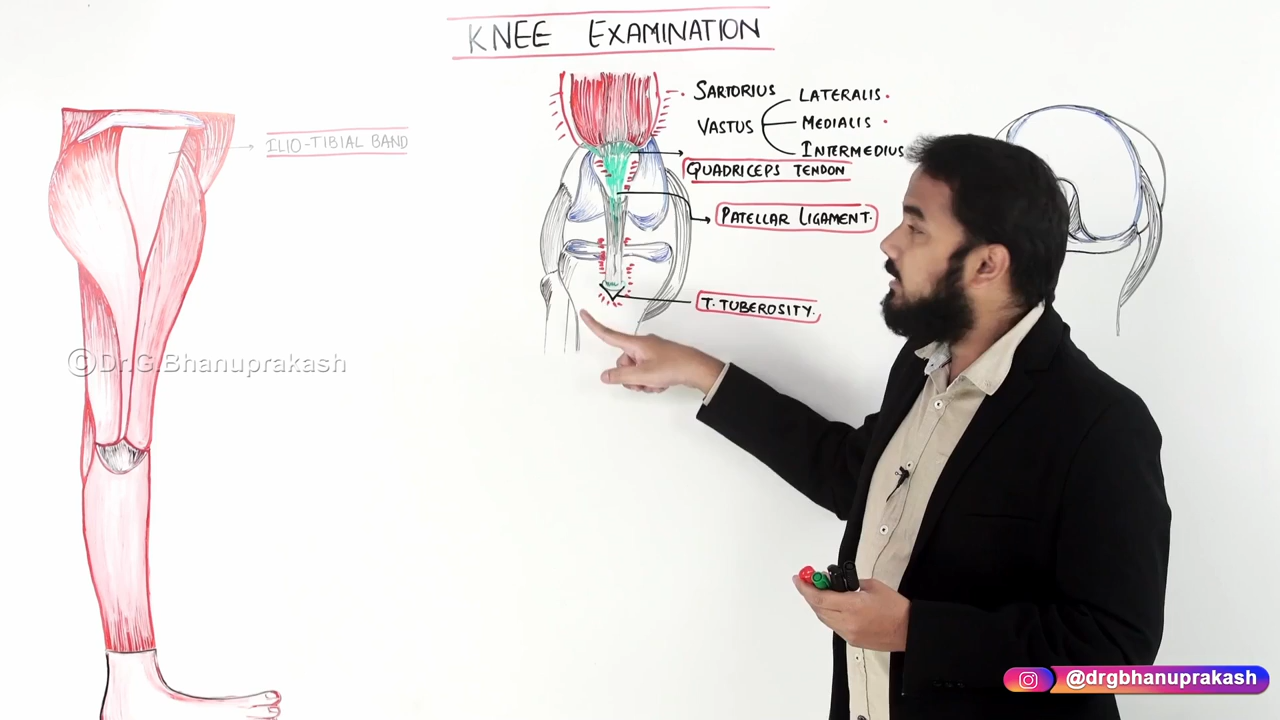 KNEE EXAMINATION
SARTORIUS
VASTUS
LATERALIS
MEDIALIS
INTERMEDIUS
ILIO-TIBIAL BAND
QUADRICEPS TENDON
PATELLAR LIGAMENT.
T. TUBEROSITY.
©Dr.G.Bhanuprakash
@drgbhanuprakash